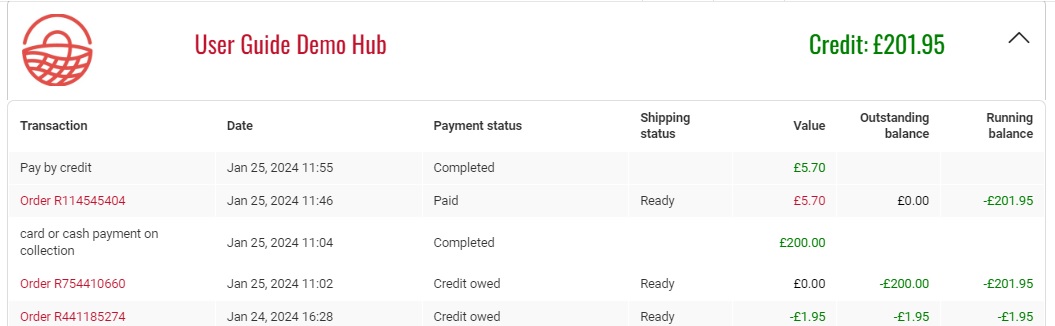 User Guide Demo Hub Credit: £201.95
Transaction Date Payment status Shipping status Value Outstanding balance Running balance
Pay by credit Jan 25, 2024 11:55 Completed £5.70
Order R114545404 Jan 25, 2024 11:46 Paid Ready £5.70 £0.00 -£201.95
card or cash payment on collection Jan 25, 2024 11:04 Completed £200.00
Order R754410660 Jan 25, 2024 11:02 Credit owed Ready £0.00 -£200.00 -£201.95
Order R441185274 Jan 24, 2024 16:28 Credit owed Ready -£1.95 -£1.95 -£1.95